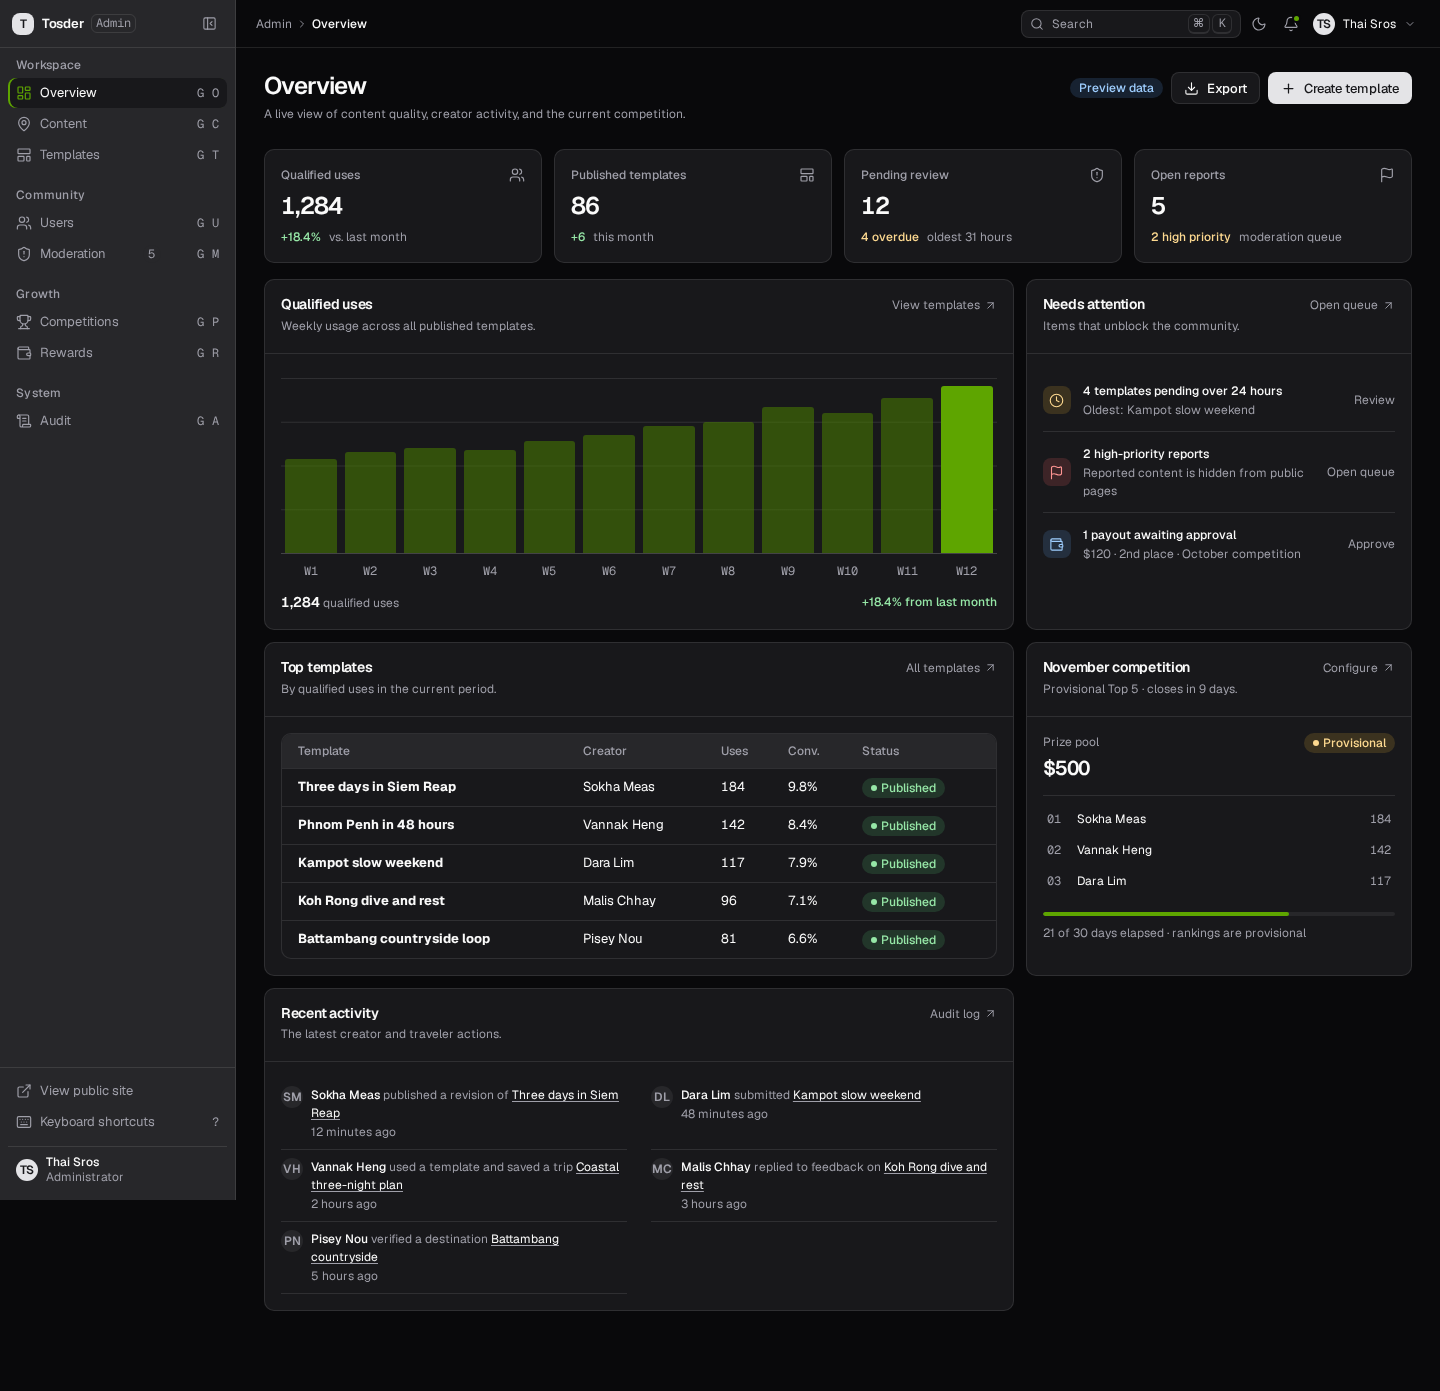 T Tosder Admin
Admin > Overview
Search ⌘ K
TS Thai Sros
Workspace
Overview G O
Content G C
Templates G T
Community
Users G U
Moderation 5 G M
Growth
Competitions G P
Rewards G R
System
Audit G A
View public site
Keyboard shortcuts ?
TS Thai Sros
Administrator
Overview
A live view of content quality, creator activity, and the current competition.
Preview data
Export
Create template
Qualified uses
1,284
+18.4% vs. last month
Published templates
86
+6 this month
Pending review
12
4 overdue oldest 31 hours
Open reports
5
2 high priority moderation queue
Qualified uses
View templates
Weekly usage across all published templates.
W1 W2 W3 W4 W5 W6 W7 W8 W9 W10 W11 W12
1,284 qualified uses
+18.4% from last month
Needs attention
Open queue
Items that unblock the community.
4 templates pending over 24 hours
Oldest: Kampot slow weekend
Review
2 high-priority reports
Reported content is hidden from public
pages
Open queue
1 payout awaiting approval
$120 · 2nd place · October competition
Approve
Top templates
All templates
By qualified uses in the current period.
Template Creator Uses Conv. Status
Three days in Siem Reap Sokha Meas 184 9.8% Published
Phnom Penh in 48 hours Vannak Heng 142 8.4% Published
Kampot slow weekend Dara Lim 117 7.9% Published
Koh Rong dive and rest Malis Chhay 96 7.1% Published
Battambang countryside loop Pisey Nou 81 6.6% Published
November competition
Configure
Provisional Top 5 · closes in 9 days.
Prize pool
Provisional
$500
01 Sokha Meas 184
02 Vannak Heng 142
03 Dara Lim 117
21 of 30 days elapsed · rankings are provisional
Recent activity
Audit log
The latest creator and traveler actions.
SM Sokha Meas published a revision of Three days in Siem
Reap
12 minutes ago
DL Dara Lim submitted Kampot slow weekend
48 minutes ago
VH Vannak Heng used a template and saved a trip Coastal
three-night plan
2 hours ago
MC Malis Chhay replied to feedback on Koh Rong dive and
rest
3 hours ago
PN Pisey Nou verified a destination Battambang
countryside
5 hours ago